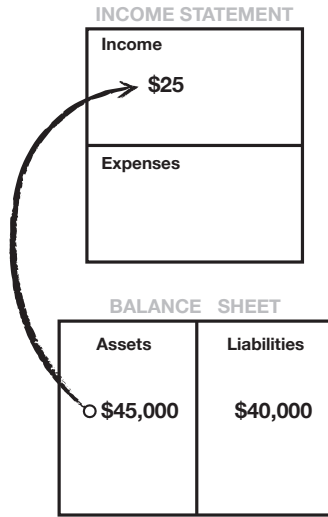 INCOME STATEMENT
Income
$25
Expenses
BALANCE SHEET
Assets Liabilities
$45,000 $40,000